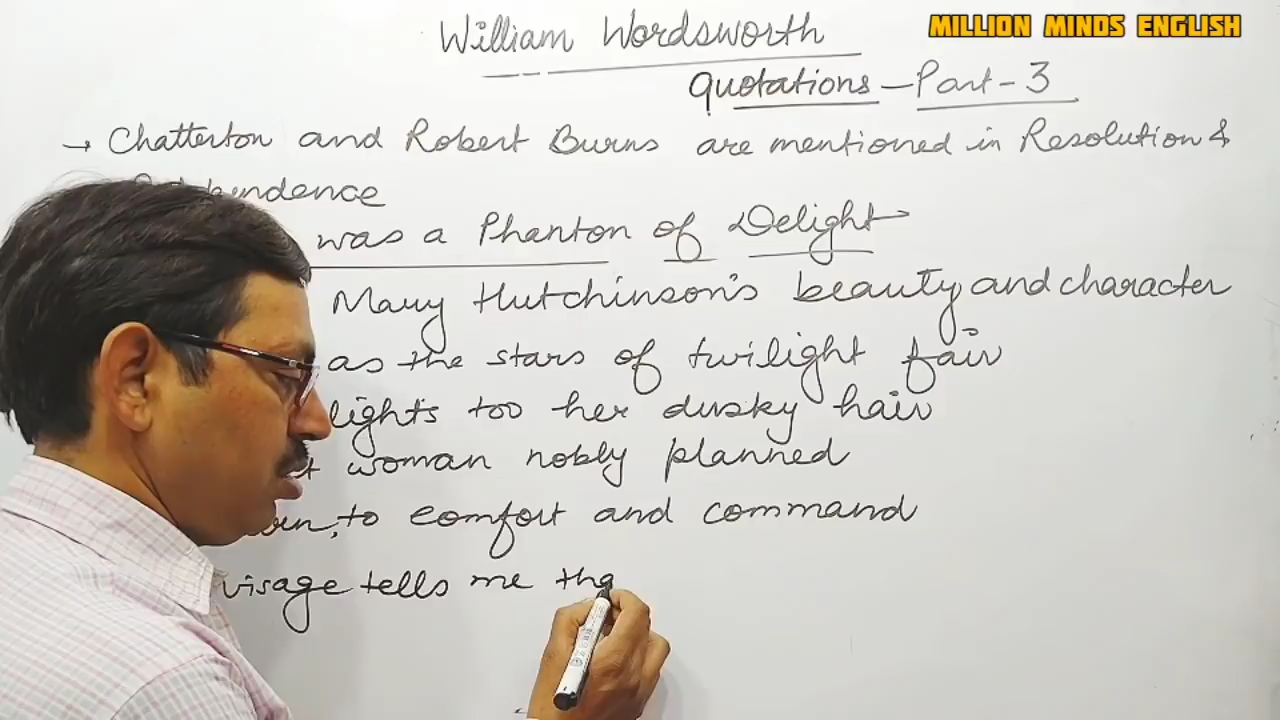 MILLION MINDS ENGLISH
William Wordsworth
Quotations - Part - 3
→ Chatterton and Robert Burns are mentioned in Resolution &
was a Phanton of Delight
Mary Hutchinson's beauty and character
as the stars of twilight fair
lights too her dusky hair
woman nobly planned
to comfort and command
visage tells me tha